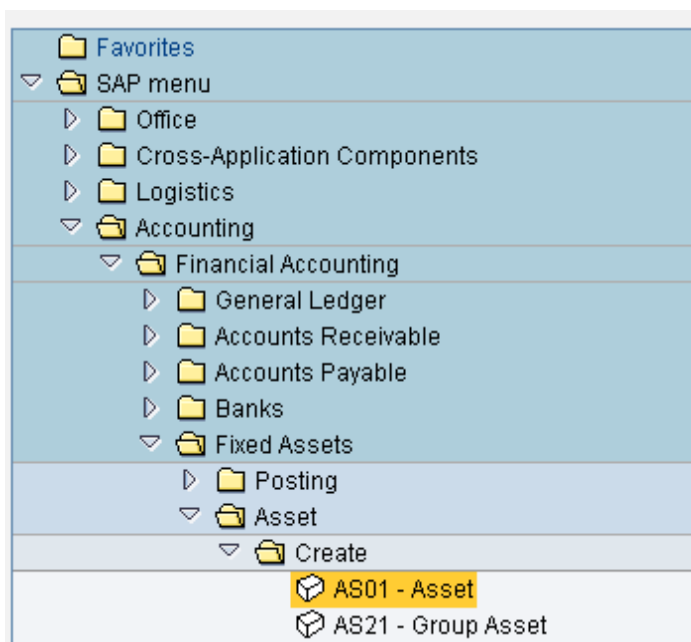 Favorites
SAP menu
Office
Cross-Application Components
Logistics
Accounting
Financial Accounting
General Ledger
Accounts Receivable
Accounts Payable
Banks
Fixed Assets
Posting
Asset
Create
AS01 - Asset
AS21 - Group Asset